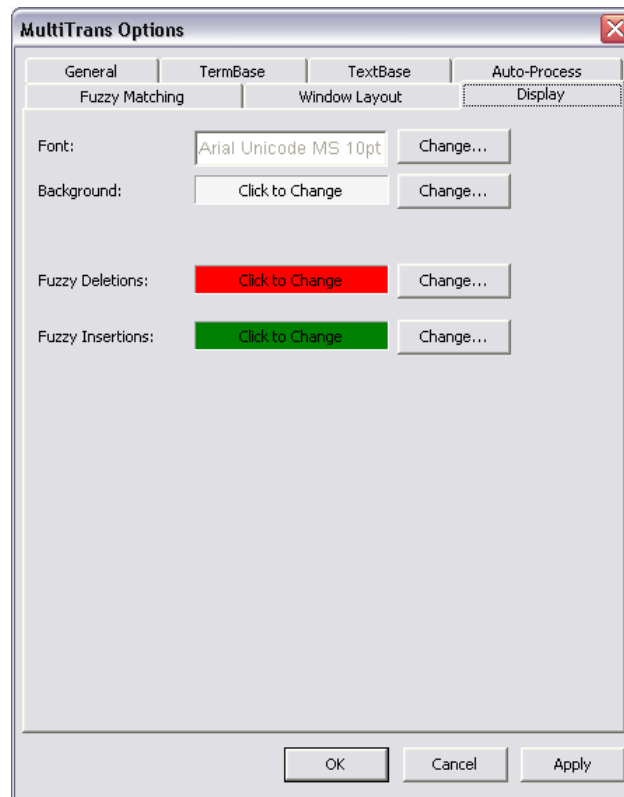 MultiTrans Options
General TermBase TextBase Auto-Process
Fuzzy Matching Window Layout Display
Font: Arial Unicode MS 10pt Change...
Background: Click to Change Change...
Fuzzy Deletions: Click to Change Change...
Fuzzy Insertions: Click to Change Change...
OK Cancel Apply